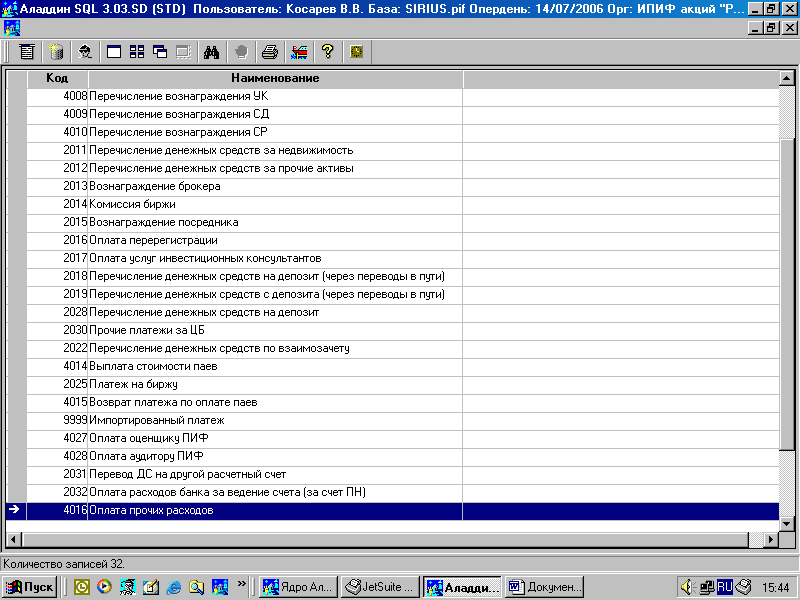 Аладдин SQL 3.03.SD (STD) Пользователь: Косарев В.В. База: SIRIUS.pif Опердень: 14/07/2006 Орг: ИПИФ акций "Р...
Код Наименование
4008 Перечисление вознаграждения УК
4009 Перечисление вознаграждения СД
4010 Перечисление вознаграждения СР
2011 Перечисление денежных средств за недвижимость
2012 Перечисление денежных средств за прочие активы
2013 Вознаграждение брокера
2014 Комиссия биржи
2015 Вознаграждение посредника
2016 Оплата перерегистрации
2017 Оплата услуг инвестиционных консультантов
2018 Перечисление денежных средств на депозит (через переводы в пути)
2019 Перечисление денежных средств с депозита (через переводы в пути)
2028 Перечисление денежных средств на депозит
2030 Прочие платежи за ЦБ
2022 Перечисление денежных средств по взаимозачету
4014 Выплата стоимости паев
2025 Платеж на биржу
4015 Возврат платежа по оплате паев
9999 Импортированный платеж
4027 Оплата оценщику ПИФ
4028 Оплата аудитору ПИФ
2031 Перевод ДС на другой расчетный счет
2032 Оплата расходов банка за ведение счета (за счет ПН)
4016 Оплата прочих расходов
Количество записей 32.
Пуск » Ядро Ал... JetSuite ... Аладди... Документ... RU 15:44